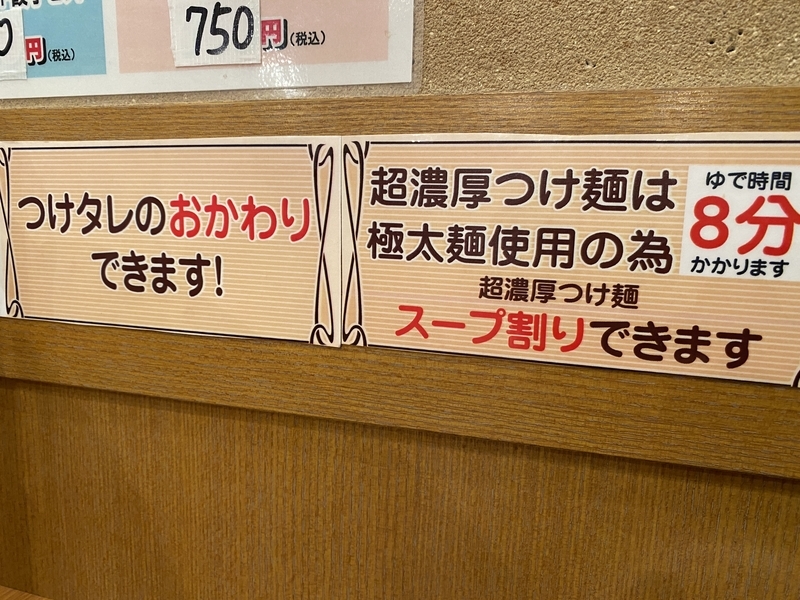 0円(税込)
750円(税込)
つけタレのおかわり
できます!
超濃厚つけ麺は
極太麺使用の為
ゆで時間
8分
かかります
超濃厚つけ麺
スープ割りできます